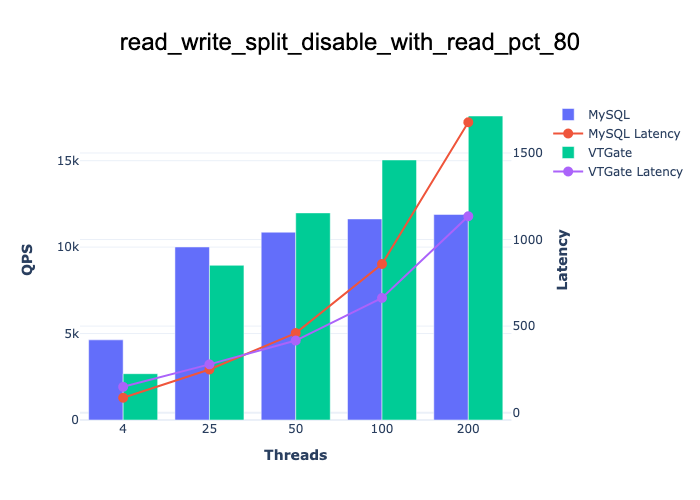 read_write_split_disable_with_read_pct_80
MySQL
MySQL Latency
VTGate
VTGate Latency
15k
10k
5k
0
1500
1000
500
0
QPS
Latency
4 25 50 100 200
Threads